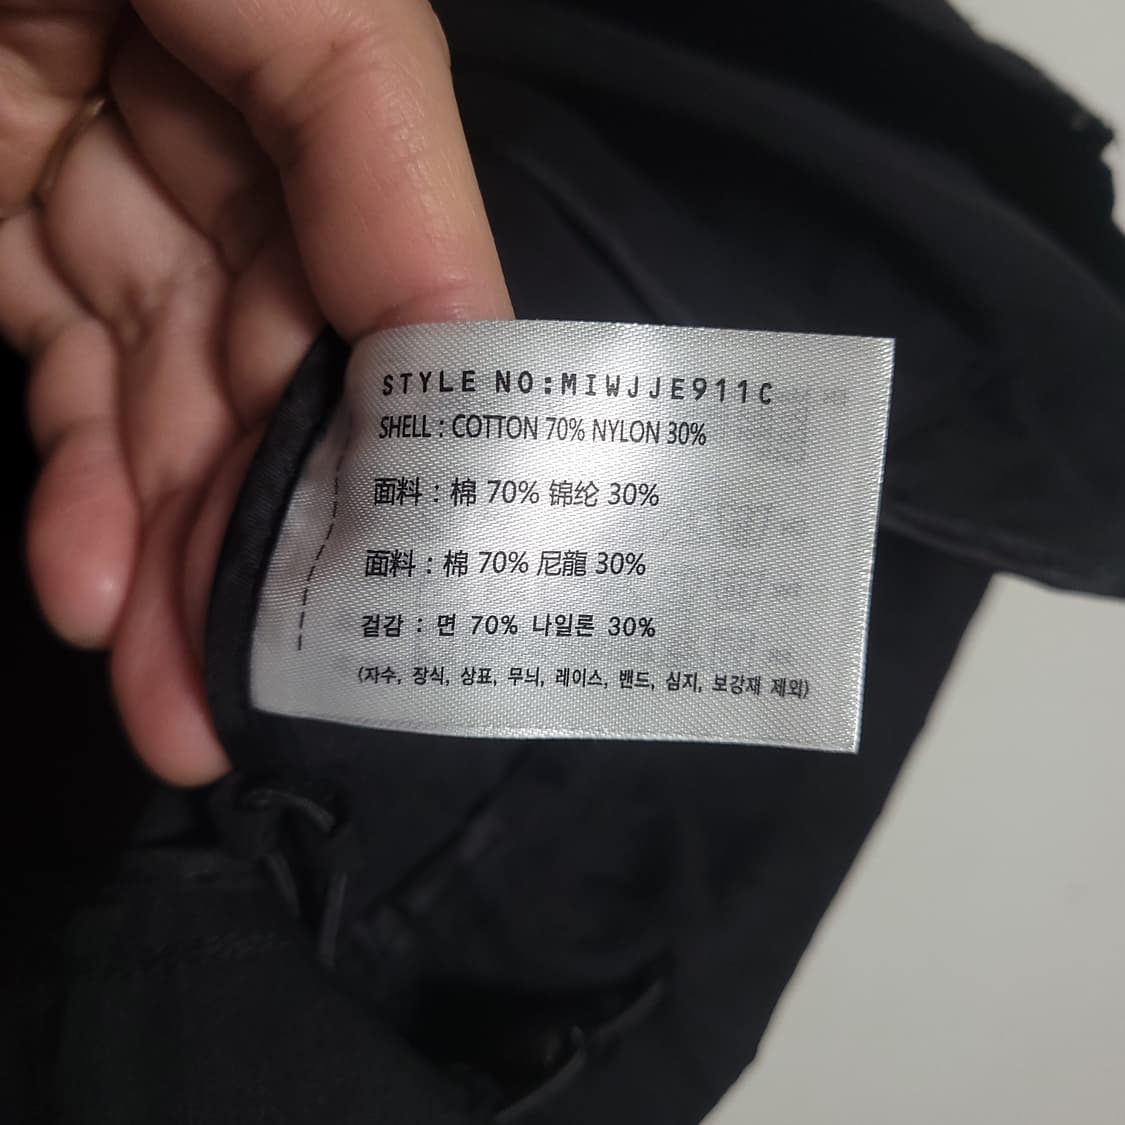 STYLE NO:MIWJJE911C
SHELL : COTTON 70% NYLON 30%
面料 : 棉 70% 锦纶 30%
面料 : 棉 70% 尼龍 30%
겉감 : 면 70% 나일론 30%
(자수, 장식, 상표, 무늬, 레이스, 밴드, 심지, 보강재 제외)